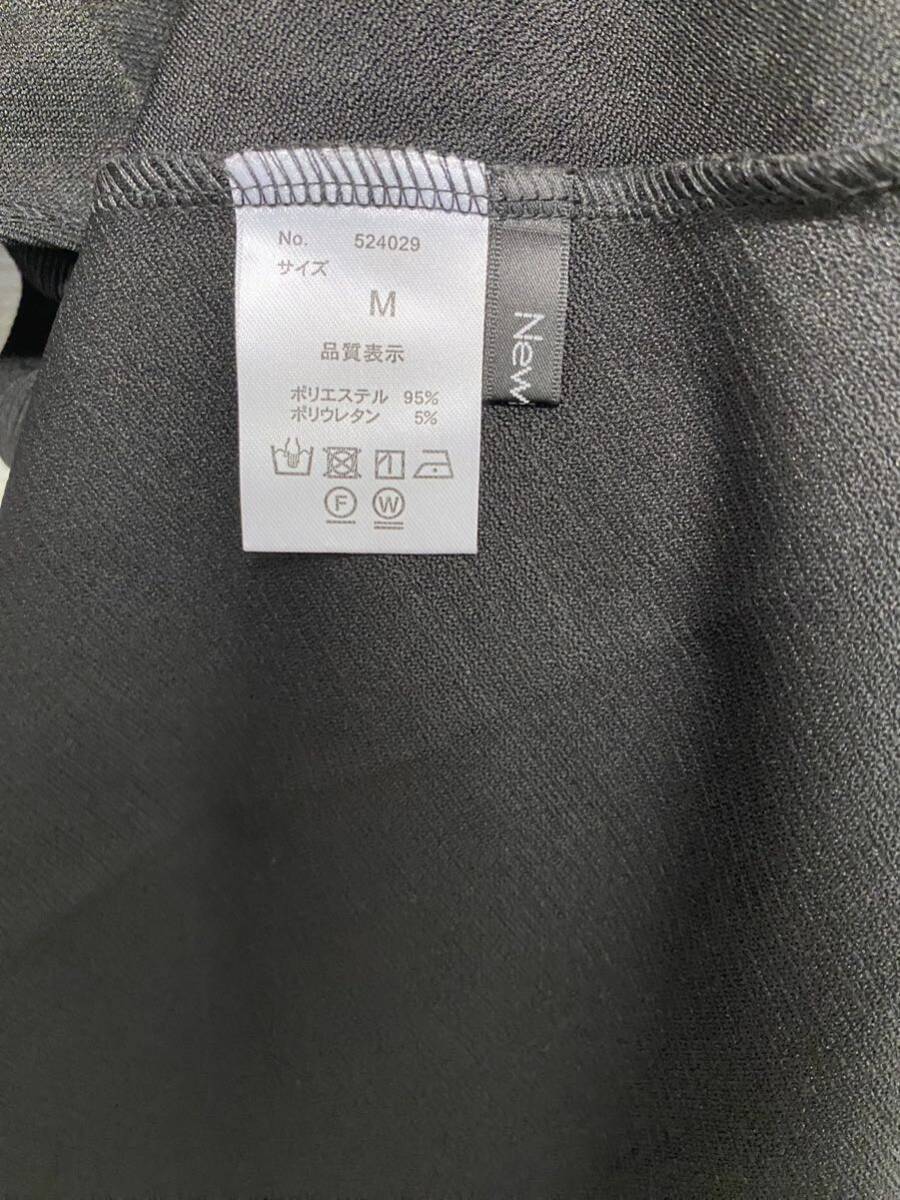 No. 524029
サイズ
M
品質表示
ポリエステル 95%
ポリウレタン 5%
F W
New